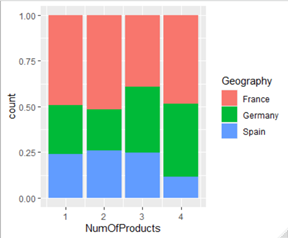 1.00
0.75
0.50
0.25
0.00
count
1 2 3 4
NumOfProducts
Geography
France
Germany
Spain